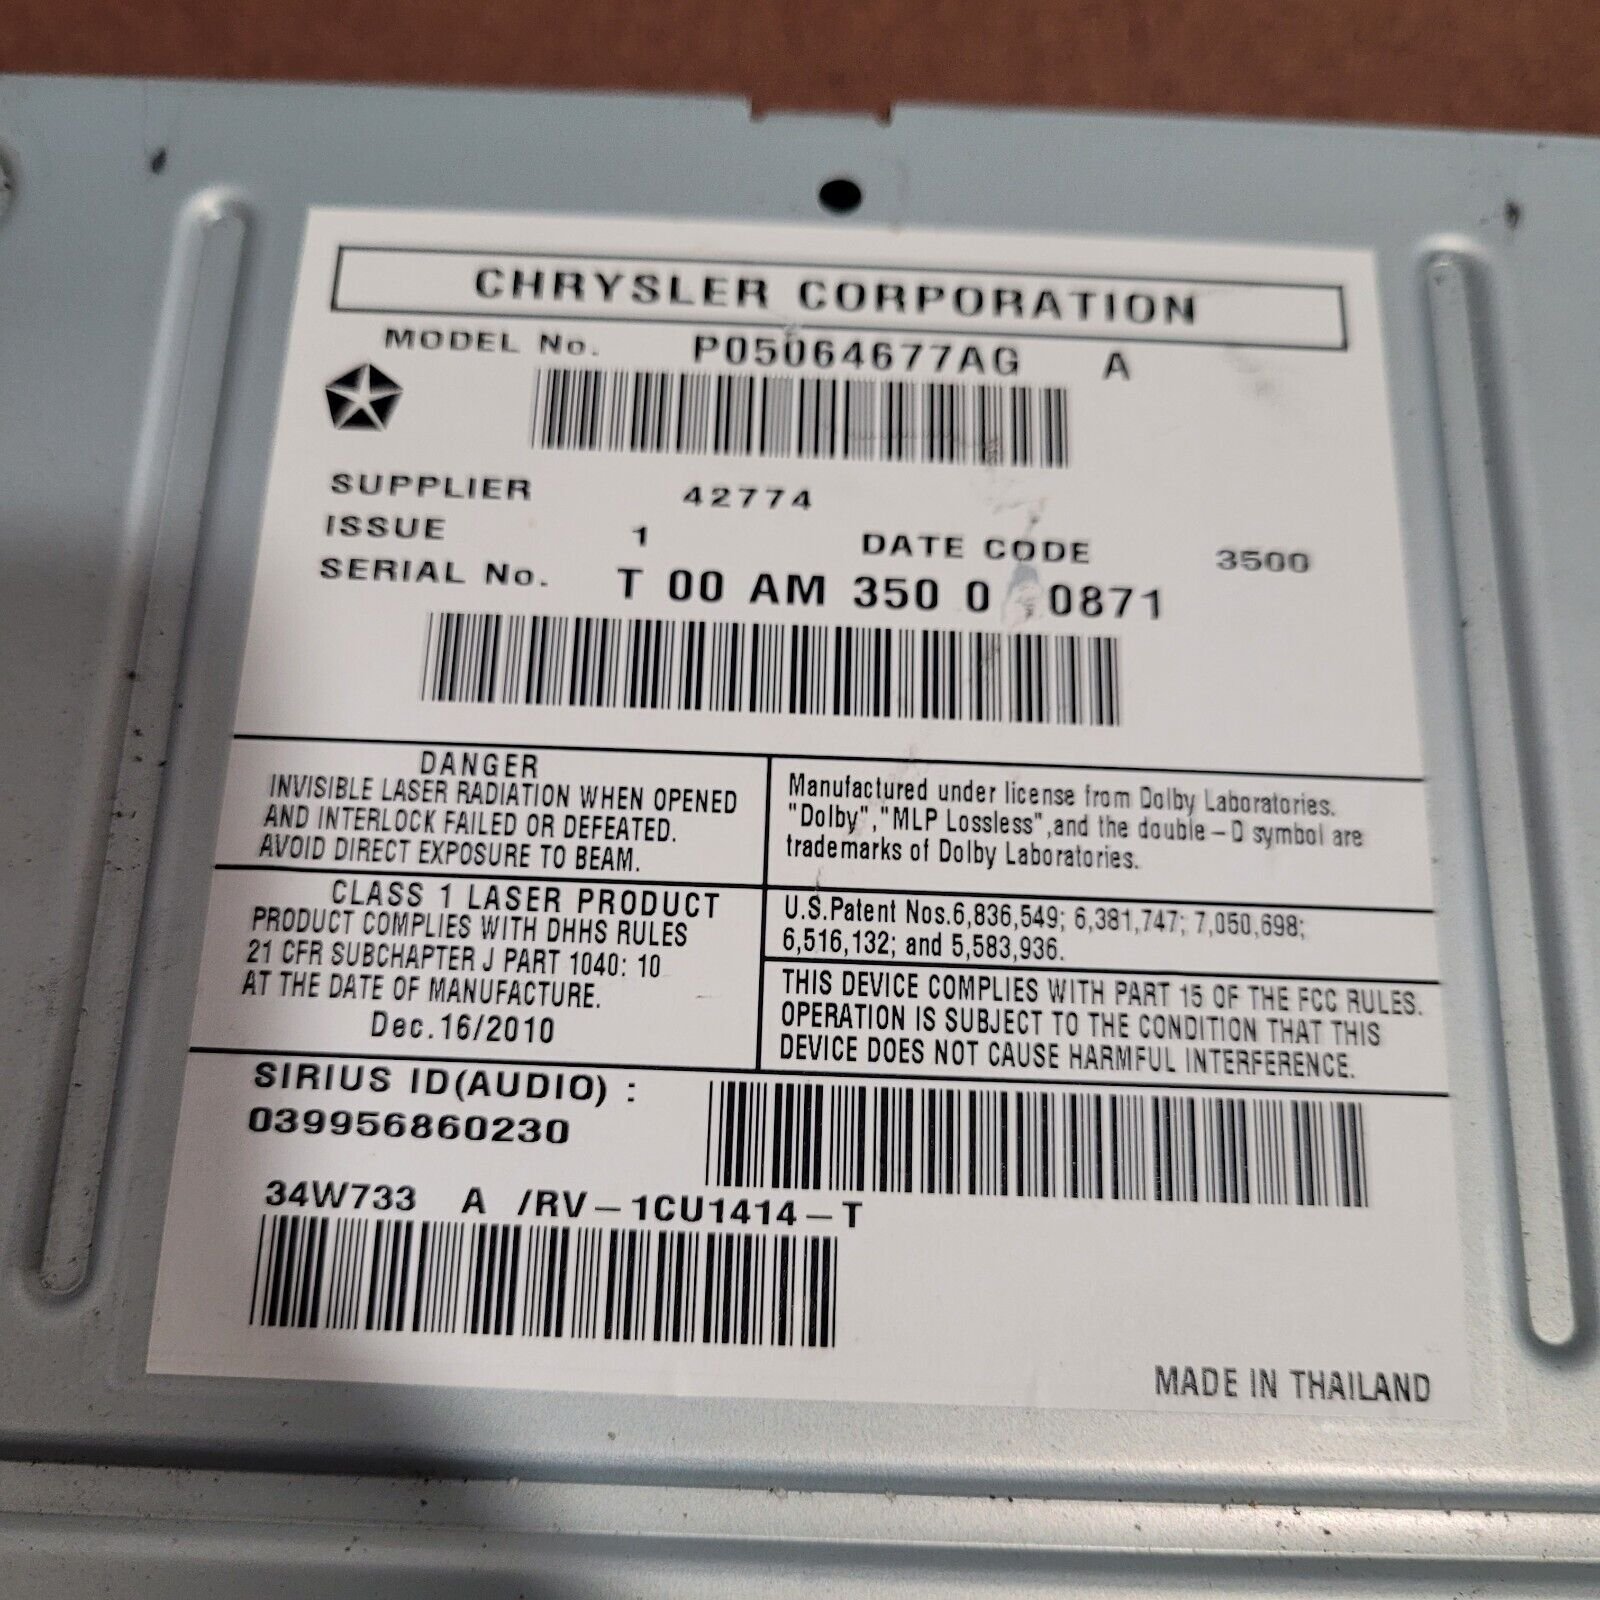 CHRYSLER CORPORATION
MODEL No. P05064677AG A
SUPPLIER 42774
ISSUE 1 DATE CODE 3500
SERIAL No. T 00 AM 350 0 0871
DANGER
INVISIBLE LASER RADIATION WHEN OPENED
AND INTERLOCK FAILED OR DEFEATED.
AVOID DIRECT EXPOSURE TO BEAM.
Manufactured under license from Dolby Laboratories.
"Dolby","MLP Lossless",and the double-D symbol are
trademarks of Dolby Laboratories.
CLASS 1 LASER PRODUCT
PRODUCT COMPLIES WITH DHHS RULES
21 CFR SUBCHAPTER J PART 1040: 10
AT THE DATE OF MANUFACTURE.
Dec.16/2010
U.S.Patent Nos.6,836,549; 6,381,747; 7,050,698;
6,516,132; and 5,583,936.
THIS DEVICE COMPLIES WITH PART 15 OF THE FCC RULES.
OPERATION IS SUBJECT TO THE CONDITION THAT THIS
DEVICE DOES NOT CAUSE HARMFUL INTERFERENCE.
SIRIUS ID(AUDIO) :
039956860230
34W733 A /RV-1CU1414-T
MADE IN THAILAND